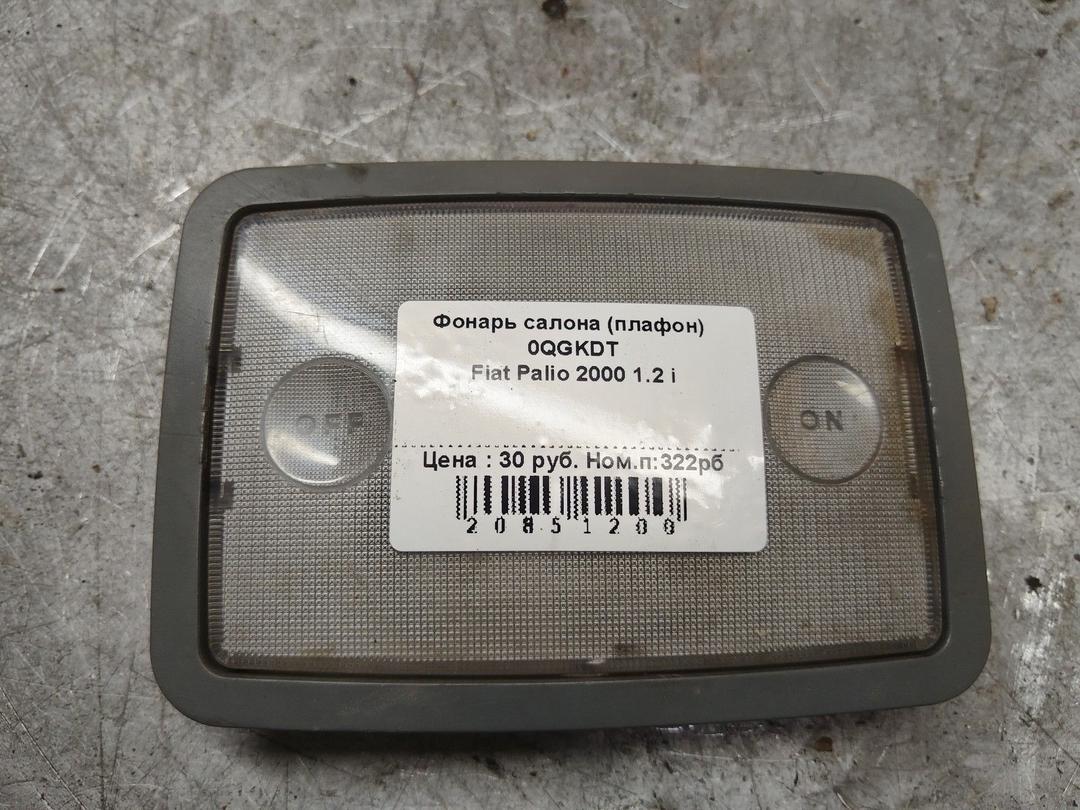 Фонарь салона (плафон)
0QGKDT
Fiat Palio 2000 1.2 i
OFF
ON
Цена : 30 руб. Ном.п:322рб
20851200